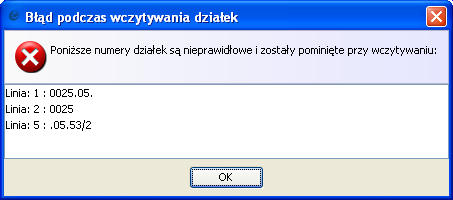 Błąd podczas wczytywania działek
Poniższe numery działek są nieprawidłowe i zostały pominięte przy wczytywaniu:
Linia: 1 : 0025.05.
Linia: 2 : 0025
Linia: 5 : .05.53/2
OK